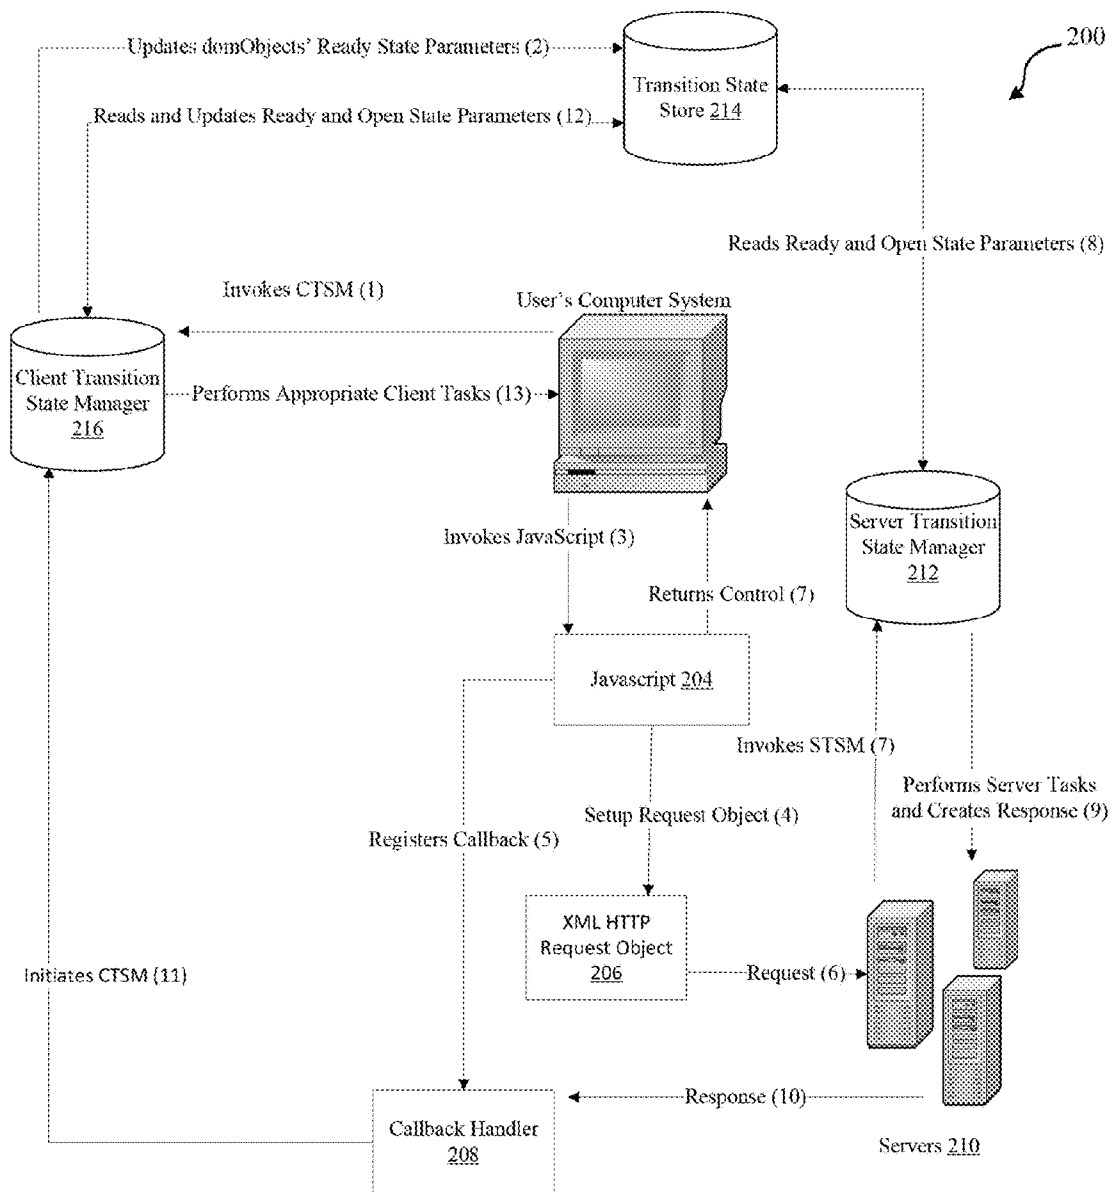 Updates domObjects' Ready State Parameters (2)
200
Transition State
Store 214
Reads and Updates Ready and Open State Parameters (12)
Reads Ready and Open State Parameters (8)
Invokes CTSM (1)
User's Computer System
Client Transition
State Manager
216
Performs Appropriate Client Tasks (13)
Server Transition
State Manager
212
Invokes JavaScript (3)
Returns Control (7)
Javascript 204
Invokes STSM (7)
Performs Server Tasks
and Creates Response (9)
Setup Request Object (4)
Registers Callback (5)
XML HTTP
Request Object
206
Request (6)
Initiates CTSM (11)
Response (10)
Callback Handler
208
Servers 210